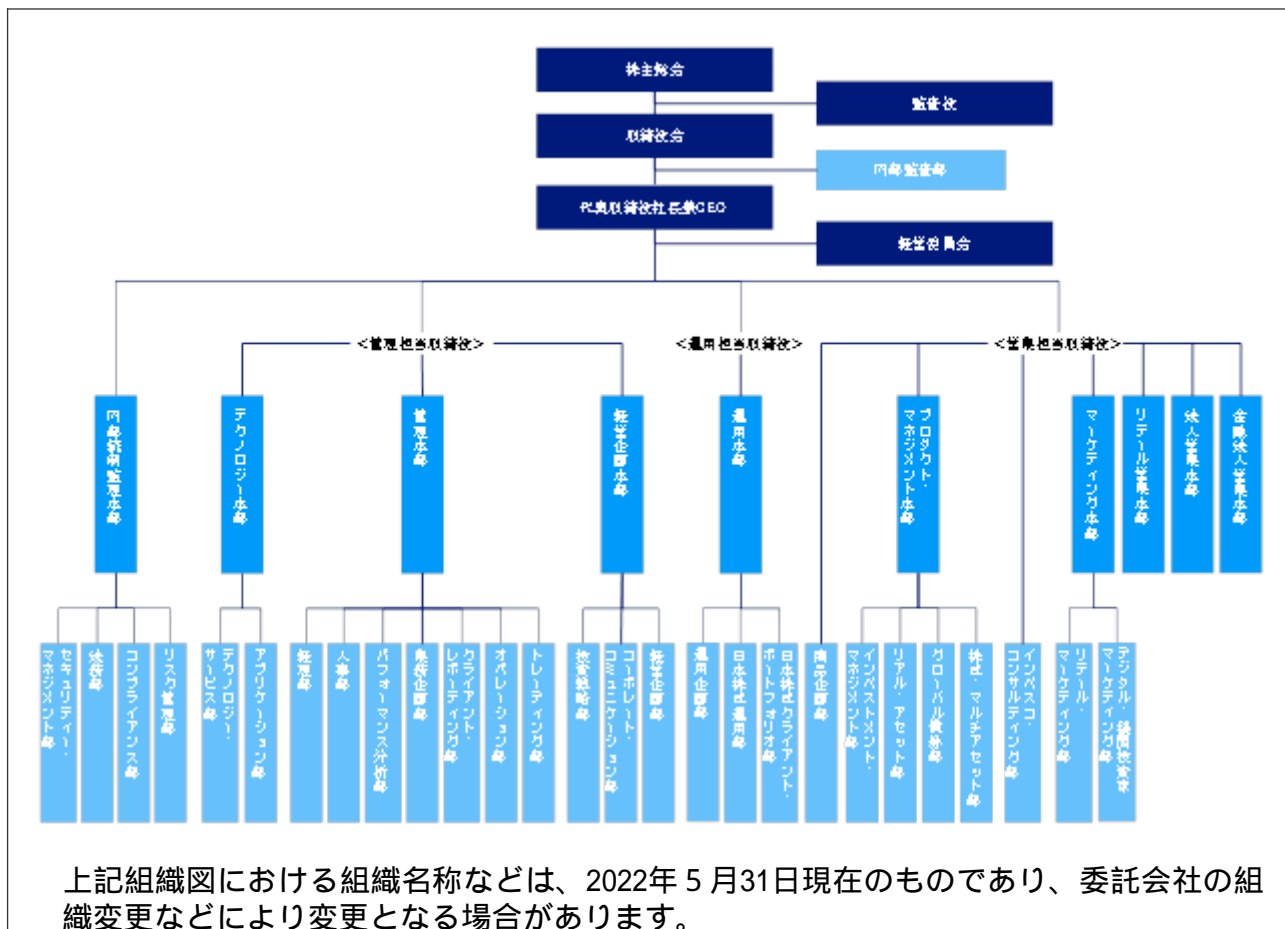 株主総会
監査役
取締役会
内部監査部
代表取締役社長兼CEO
経営委員会
<管理担当取締役>
<運用担当取締役>
<営業担当取締役>
内部統制監理本部
テクノロジー本部
管理本部
経営企画本部
運用本部
プロダクト・
マネジメント本部
マーケティング本部
リテール営業本部
法人営業本部
金融法人営業本部
セキュリティー・
マネジメント部
法務部
コンプライアンス部
リスク管理部
テクノロジー・
サービス部
アプリケーション部
経理部
人事部
パフォーマンス分析部
業務企画部
クライアント・
レポーティング部
オペレーション部
トレーディング部
コーポレート・
コミュニケーション部
経営企画部
運用企画部
日本株式運用部
日本株式クライアント・
ポートフォリオ部
商品企画部
インベストメント・
マネジメント部
リアル・アセット部
グローバル債券部
株式・マルチアセット部
インベスコ・
コンサルティング部
リテール・
マーケティング部
デジタル・機関投資家
マーケティング部
上記組織図における組織名称などは、2022年5月31日現在のものであり、委託会社の組
織変更などにより変更となる場合があります。